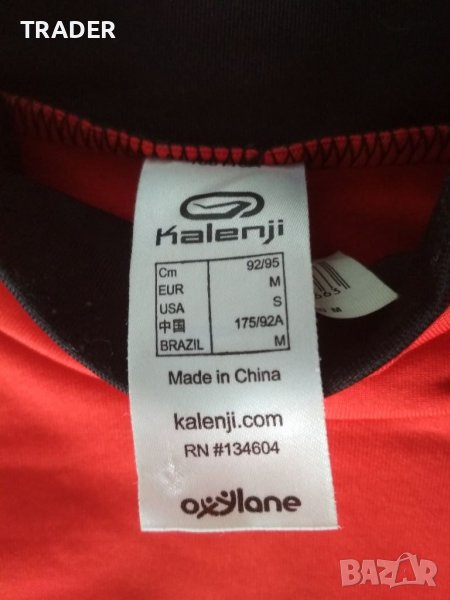 TRADER
Kalenji
Cm 92/95
EUR M
USA S
中国 175/92A
BRAZIL M
Made in China
kalenji.com
RN #134604
oxylane
M
BAZAR